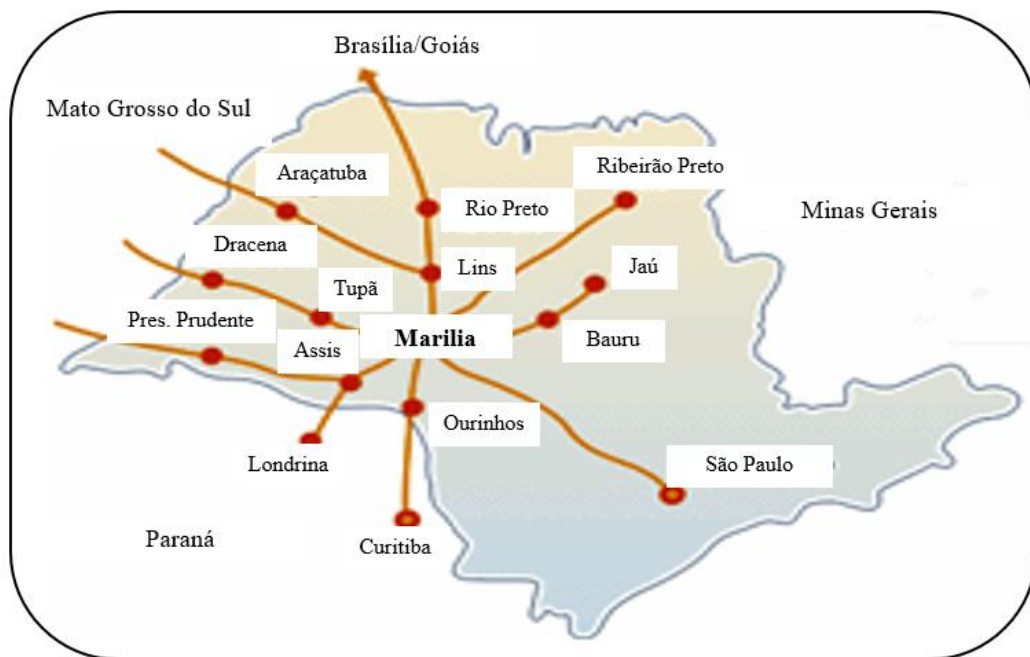 Brasília/Goiás
Mato Grosso do Sul
Ribeirão Preto
Araçatuba
Rio Preto
Minas Gerais
Dracena
Lins
Jaú
Tupã
Pres. Prudente
Marilia
Bauru
Assis
Ourinhos
Londrina
São Paulo
Paraná
Curitiba